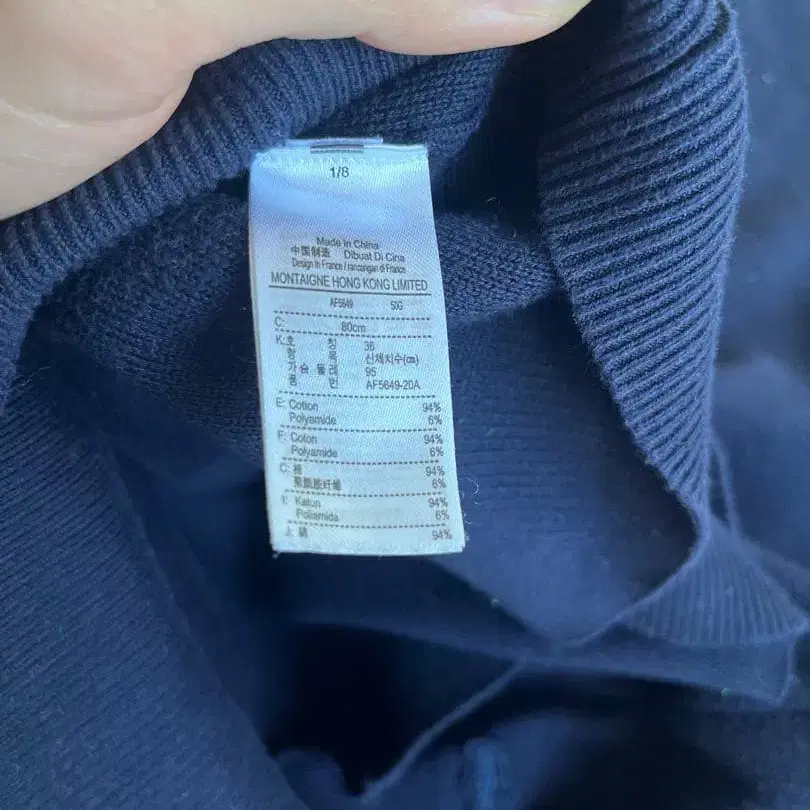 1/8
Made in China
中国制造 Dibuat Di Cina
Design in France / rancangan di Francis
MONTAIGNE HONG KONG LIMITED
AF5649 50G
C: 80cm
K: 호 칭 36
항 목 신체치수(㎝)
가 슴 둘 레 95
품 번 AF5649-20A
E: Cotton 94%
Polyamide 6%
F: Coton 94%
Polyamide 6%
C: 棉 94%
聚酰胺纤维 6%
I: Katun 94%
Poliamida 6%
J: 綿 94%